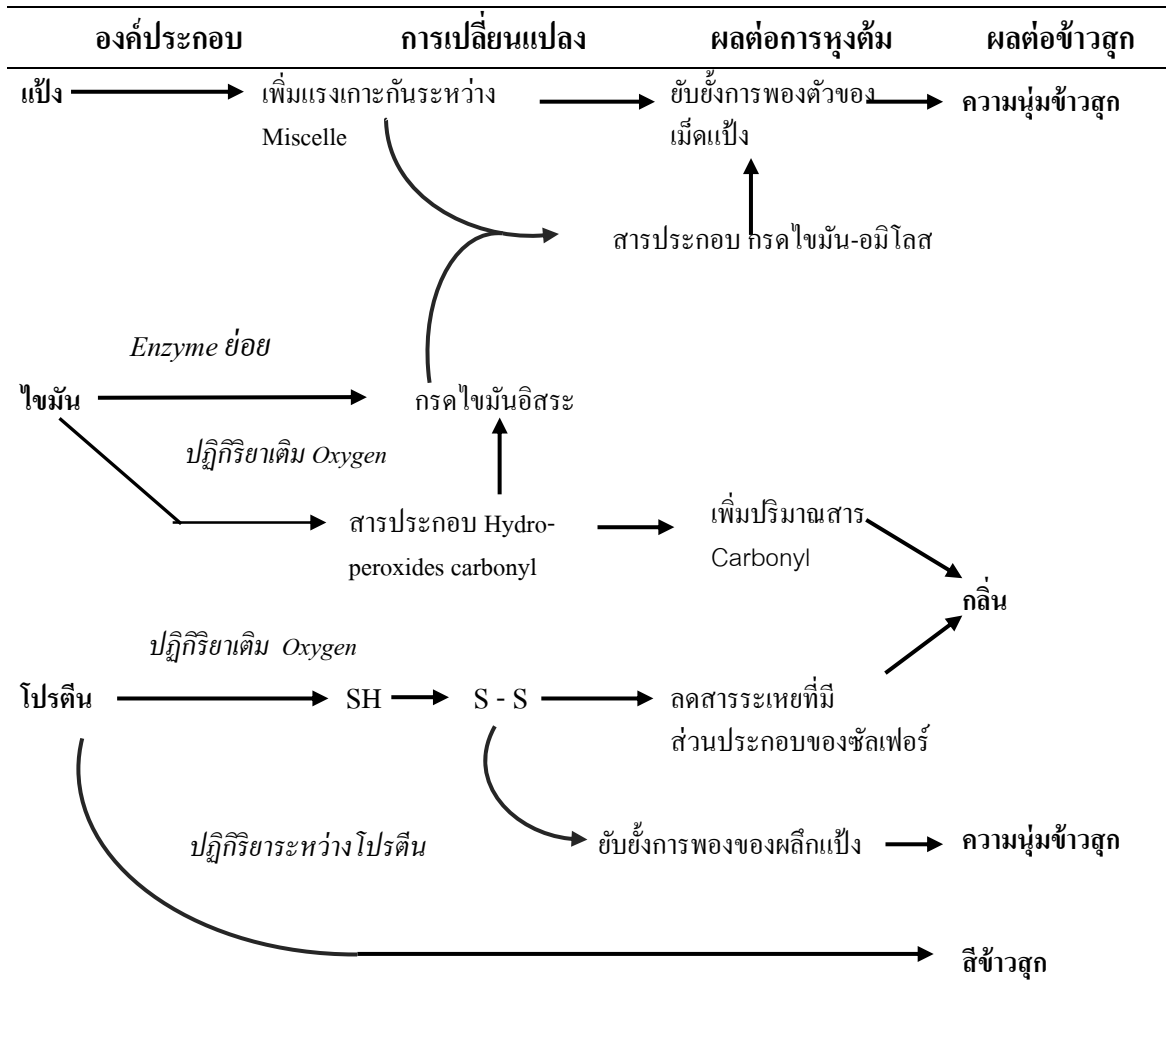 องค์ประกอบ การเปลี่ยนแปลง ผลต่อการหุงต้ม ผลต่อข้าวสุก
แป้ง เพิ่มแรงเกาะกันระหว่าง ยับยั้งการพองตัวของ ความนุ่มข้าวสุก
Miscelle เม็ดแป้ง
สารประกอบ กรดไขมัน-อมิโลส
Enzyme ย่อย
ไขมัน กรดไขมันอิสระ
ปฏิกิริยาเติม Oxygen
สารประกอบ Hydro- เพิ่มปริมาณสาร
peroxides carbonyl Carbonyl
กลิ่น
ปฏิกิริยาเติม Oxygen
โปรตีน SH S - S ลดสารระเหยที่มี
ส่วนประกอบของซัลเฟอร์
ปฏิกิริยาระหว่างโปรตีน ยับยั้งการพองของผลึกแป้ง ความนุ่มข้าวสุก
สีข้าวสุก